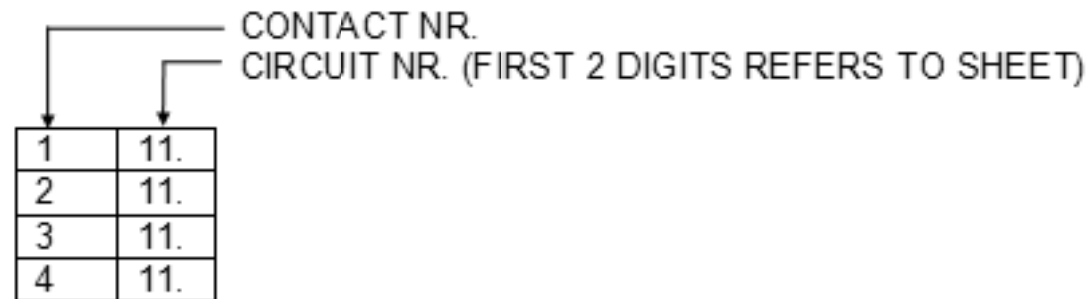 CONTACT NR.
CIRCUIT NR. (FIRST 2 DIGITS REFERS TO SHEET)
1 11.
2 11.
3 11.
4 11.